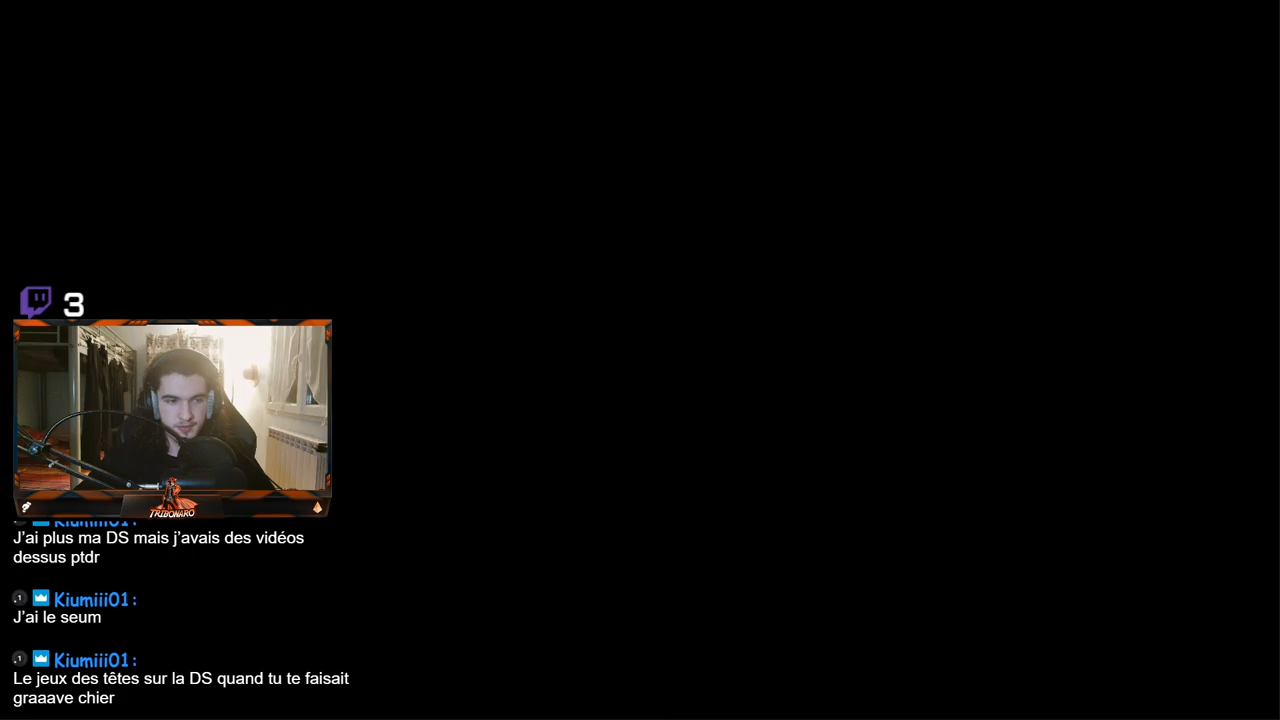 3
TRIBONARO
Kiumiii01:
J'ai plus ma DS mais j'avais des vidéos
dessus ptdr
Kiumiii01:
J'ai le seum
Kiumiii01:
Le jeux des têtes sur la DS quand tu te faisait
graaave chier